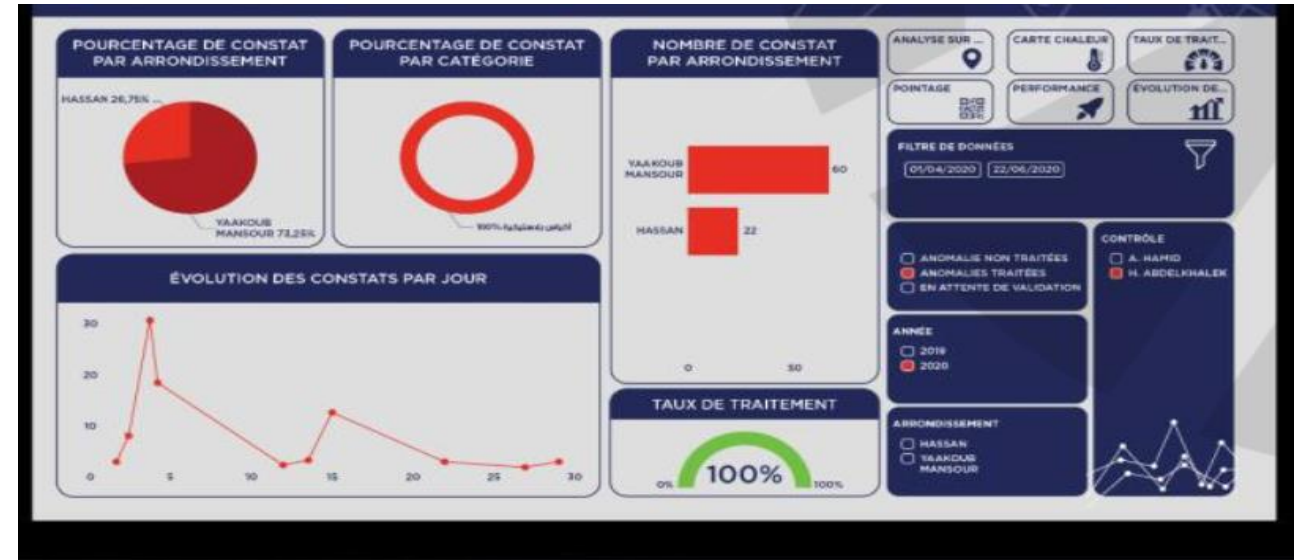 POURCENTAGE DE CONSTAT
PAR ARRONDISSEMENT
HASSAN 26,75% ...
YAAKOUB
MANSOUR 73,25%
POURCENTAGE DE CONSTAT
PAR CATÉGORIE
100%
NOMBRE DE CONSTAT
PAR ARRONDISSEMENT
YAAKOUB
MANSOUR
60
HASSAN
22
0
50
ÉVOLUTION DES CONSTATS PAR JOUR
30
20
10
0
5
10
15
20
25
30
TAUX DE TRAITEMENT
0%
100%
100%
ANALYSE SUR ...
CARTE CHALEUR
TAUX DE TRAIT...
POINTAGE
PERFORMANCE
ÉVOLUTION DE...
FILTRE DE DONNÉES
01/04/2020
22/06/2020
ANOMALIE NON TRAITÉES
ANOMALIES TRAITÉES
EN ATTENTE DE VALIDATION
CONTRÔLE
A. HAMID
H. ABDELKHALEK
ANNÉE
2019
2020
ARRONDISSEMENT
HASSAN
YAAKOUB
MANSOUR